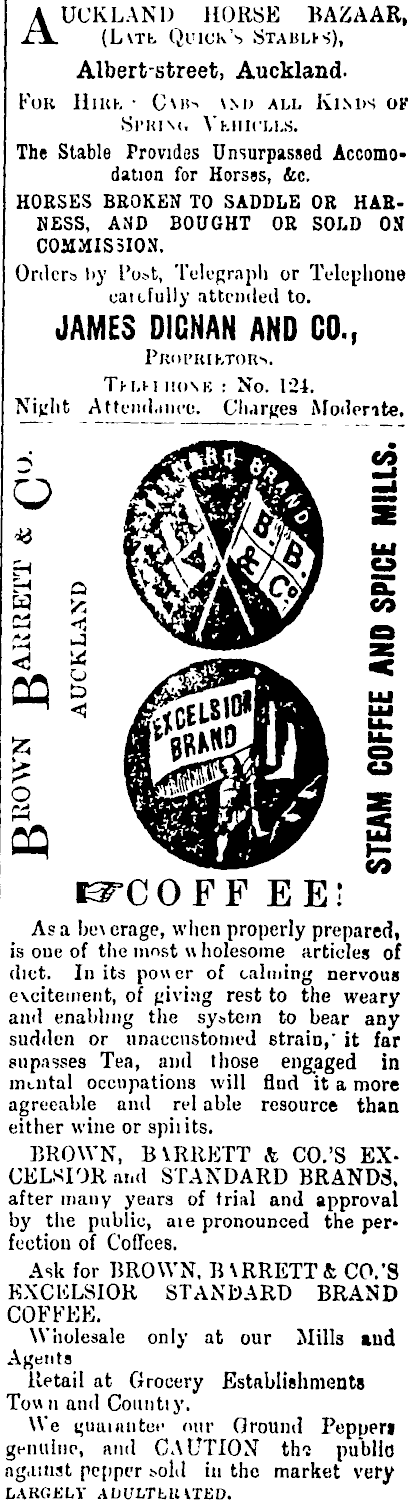 AUCKLAND HORSE BAZAAR,
(LATE QUICK'S STABLES),
Albert-street, Auckland.
FOR HIRE: CABS AND ALL KINDS OF
SPRING VEHICLES.
The Stable Provides Unsurpassed Accomo-
dation for Horses, &c.
HORSES BROKEN TO SADDLE OR HAR-
NESS, AND BOUGHT OR SOLD ON
COMMISSION.
Orders by Post, Telegraph or Telephone
carefully attended to.
JAMES DIGNAN AND CO.,
PROPRIETORS.
TELEPHONE: No. 124.
Night Attendance. Charges Moderate.
BROWN BARRETT & CO.
AUCKLAND
STANDARD BRAND
B.B.
& Co
EXCELSIOR
BRAND
STEAM COFFEE AND SPICE MILLS.
☞COFFEE!
As a beverage, when properly prepared,
is one of the most wholesome articles of
diet. In its power of calming nervous
excitement, of giving rest to the weary
and enabling the system to bear any
sudden or unaccustomed strain, it far
supasses Tea, and those engaged in
mental occupations will find it a more
agreeable and reliable resource than
either wine or spirits.
BROWN, BARRETT & CO.'S EX-
CELSIOR and STANDARD BRANDS,
after many years of trial and approval
by the public, are pronounced the per-
fection of Coffees.
Ask for BROWN, BARRETT & CO.'S
EXCELSIOR STANDARD BRAND
COFFEE.
Wholesale only at our Mills and
Agents
Retail at Grocery Establishments
Town and Country.
We guarantee our Ground Peppers
genuine, and CAUTION the public
against pepper sold in the market very
LARGELY ADULTERATED.